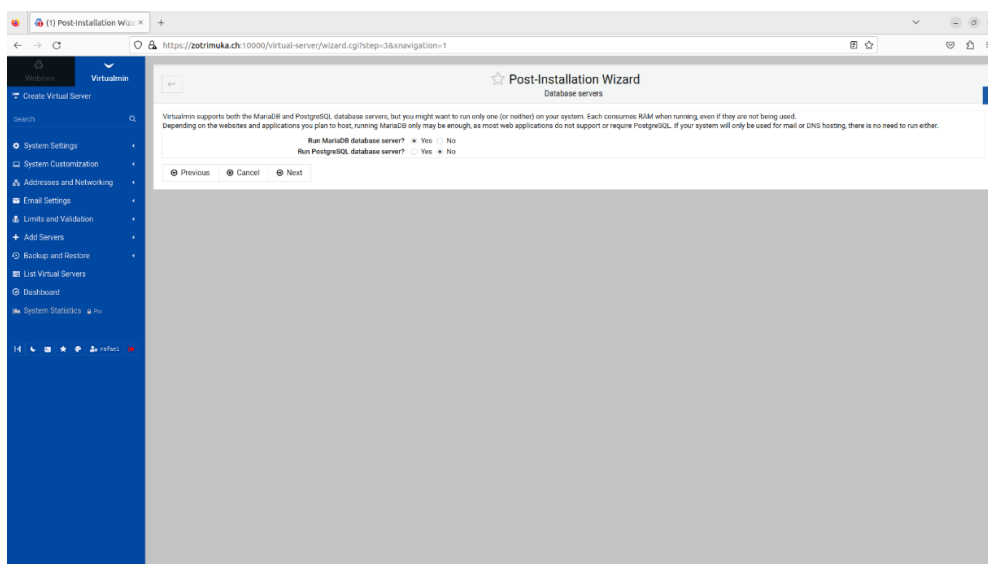 (1) Post-Installation Wiza
https://zotrimuka.ch:10000/virtual-server/wizard.cgi?step=3&xnavigation=1
Webmin
Virtualmin
Create Virtual Server
Search
System Settings
System Customization
Addresses and Networking
Email Settings
Limits and Validation
Add Servers
Backup and Restore
List Virtual Servers
Dashboard
System Statistics Pro
rafael
Post-Installation Wizard
Database servers
Virtualmin supports both the MariaDB and PostgreSQL database servers, but you might want to run only one (or neither) on your system. Each consumes RAM when running, even if they are not being used.
Depending on the websites and applications you plan to host, running MariaDB only may be enough, as most web applications do not support or require PostgreSQL. If your system will only be used for mail or DNS hosting, there is no need to run either.
Run MariaDB database server? Yes No
Run PostgreSQL database server? Yes No
Previous Cancel Next